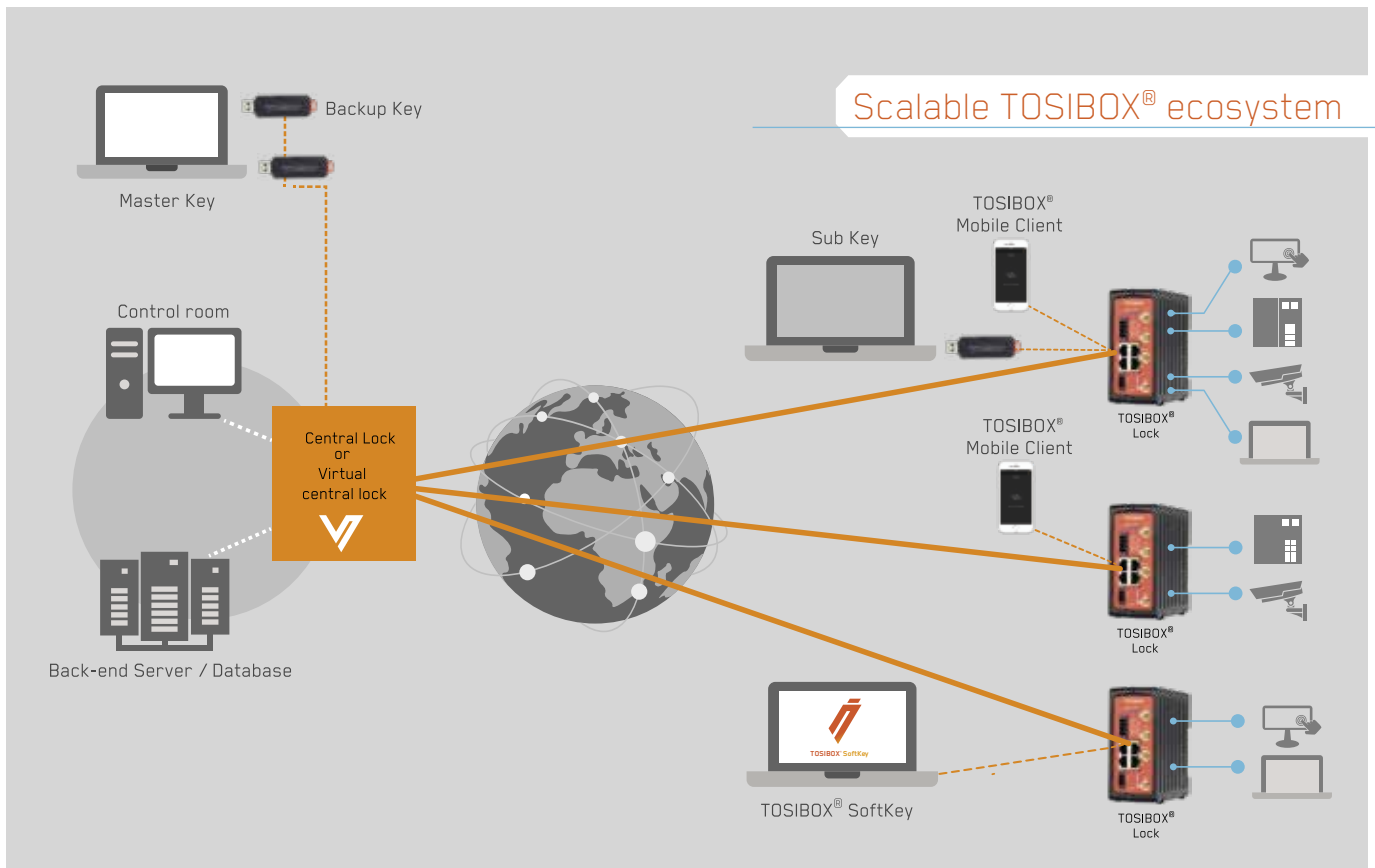 Scalable TOSIBOX® ecosystem
Backup Key
Master Key
TOSIBOX®
Mobile Client
Sub Key
Control room
TOSIBOX®
Lock
Central Lock
or
Virtual
central lock
TOSIBOX®
Mobile Client
TOSIBOX®
Lock
Back-end Server / Database
TOSIBOX® SoftKey
TOSIBOX® SoftKey
TOSIBOX®
Lock